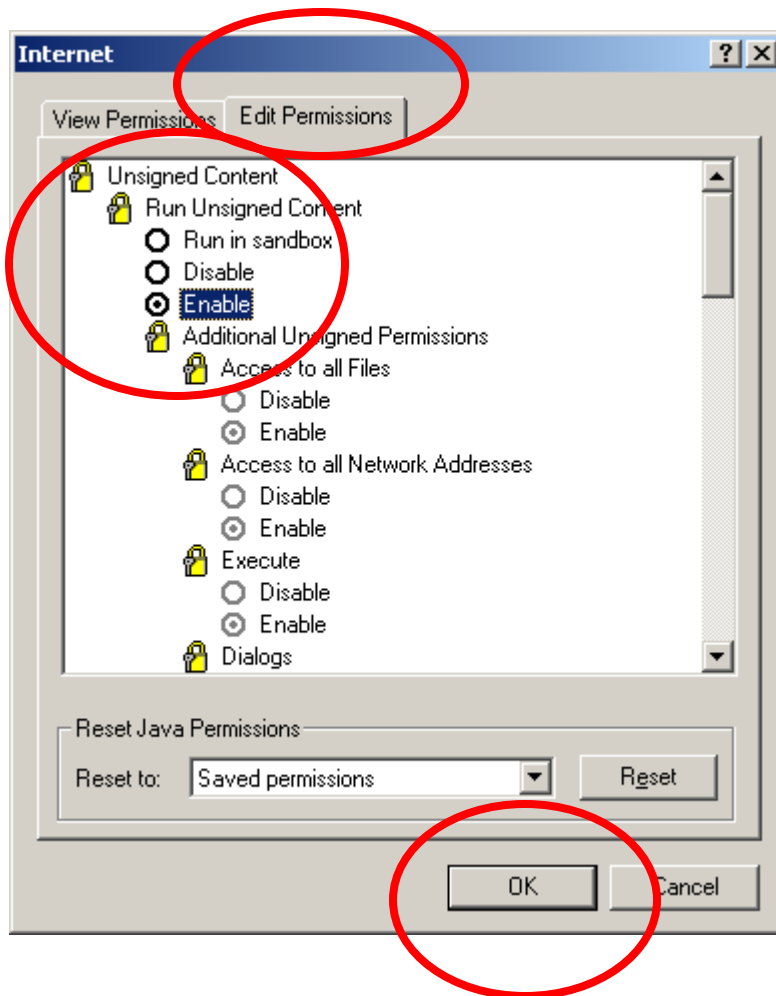 Internet
View Permissions Edit Permissions
Unsigned Content
Run Unsigned Content
Run in sandbox
Disable
Enable
Additional Unsigned Permissions
Access to all Files
Disable
Enable
Access to all Network Addresses
Disable
Enable
Execute
Disable
Enable
Dialogs
Reset Java Permissions
Reset to: Saved permissions Reset
OK Cancel